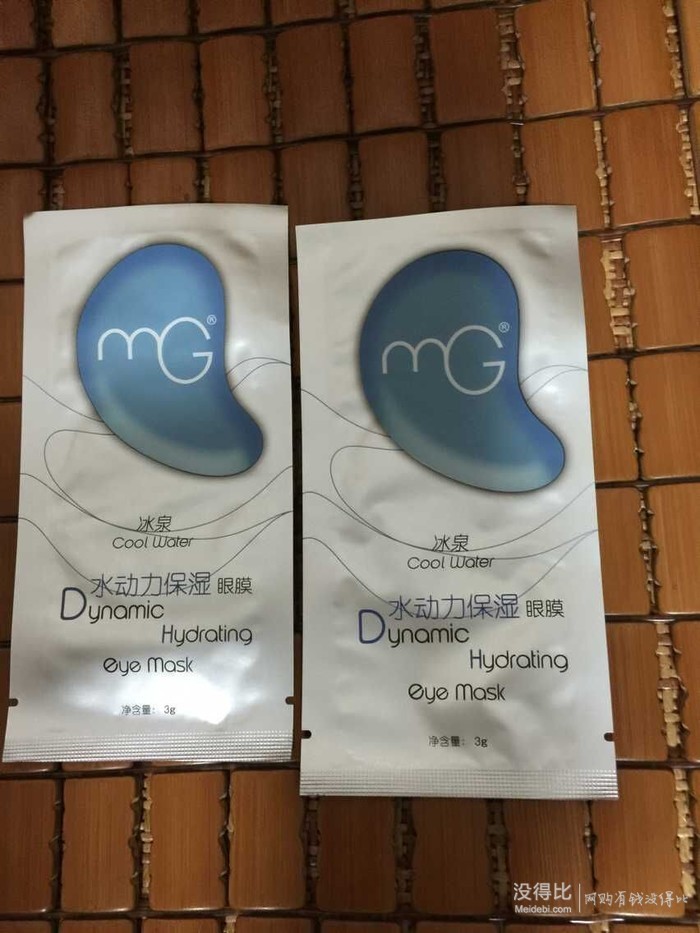 mG®
冰泉
Cool Water
水动力保湿 眼膜
Dynamic
Hydrating
eye mask
净含量: 3g
mG®
冰泉
Cool Water
水动力保湿 眼膜
Dynamic
Hydrating
eye mask
净含量: 3g
没得比 网购有钱没得比
Meidebi.com